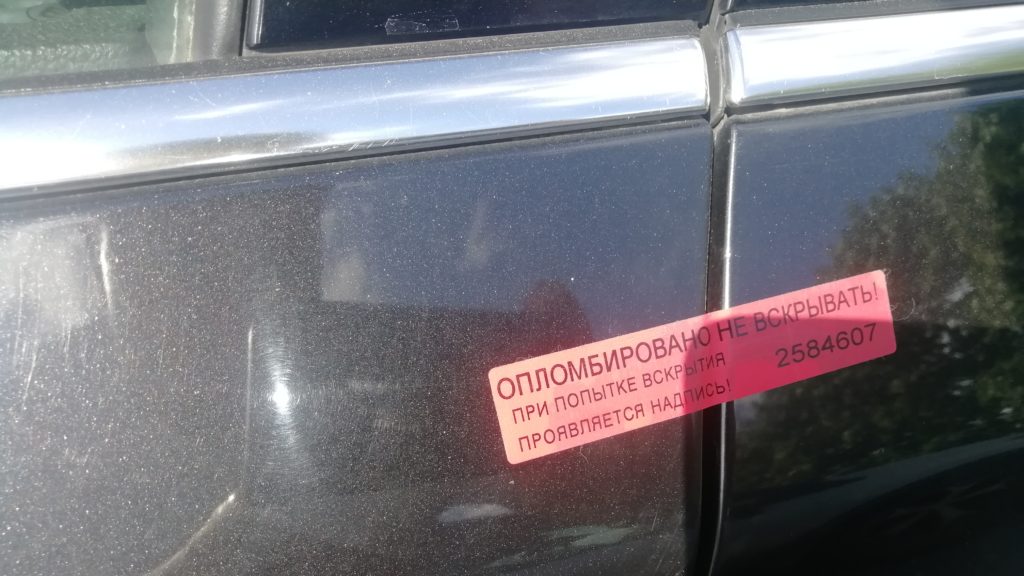 ОПЛОМБИРОВАНО НЕ ВСКРЫВАТЬ!
ПРИ ПОПЫТКЕ ВСКРЫТИЯ 2584607
ПРОЯВЛЯЕТСЯ НАДПИСЬ!